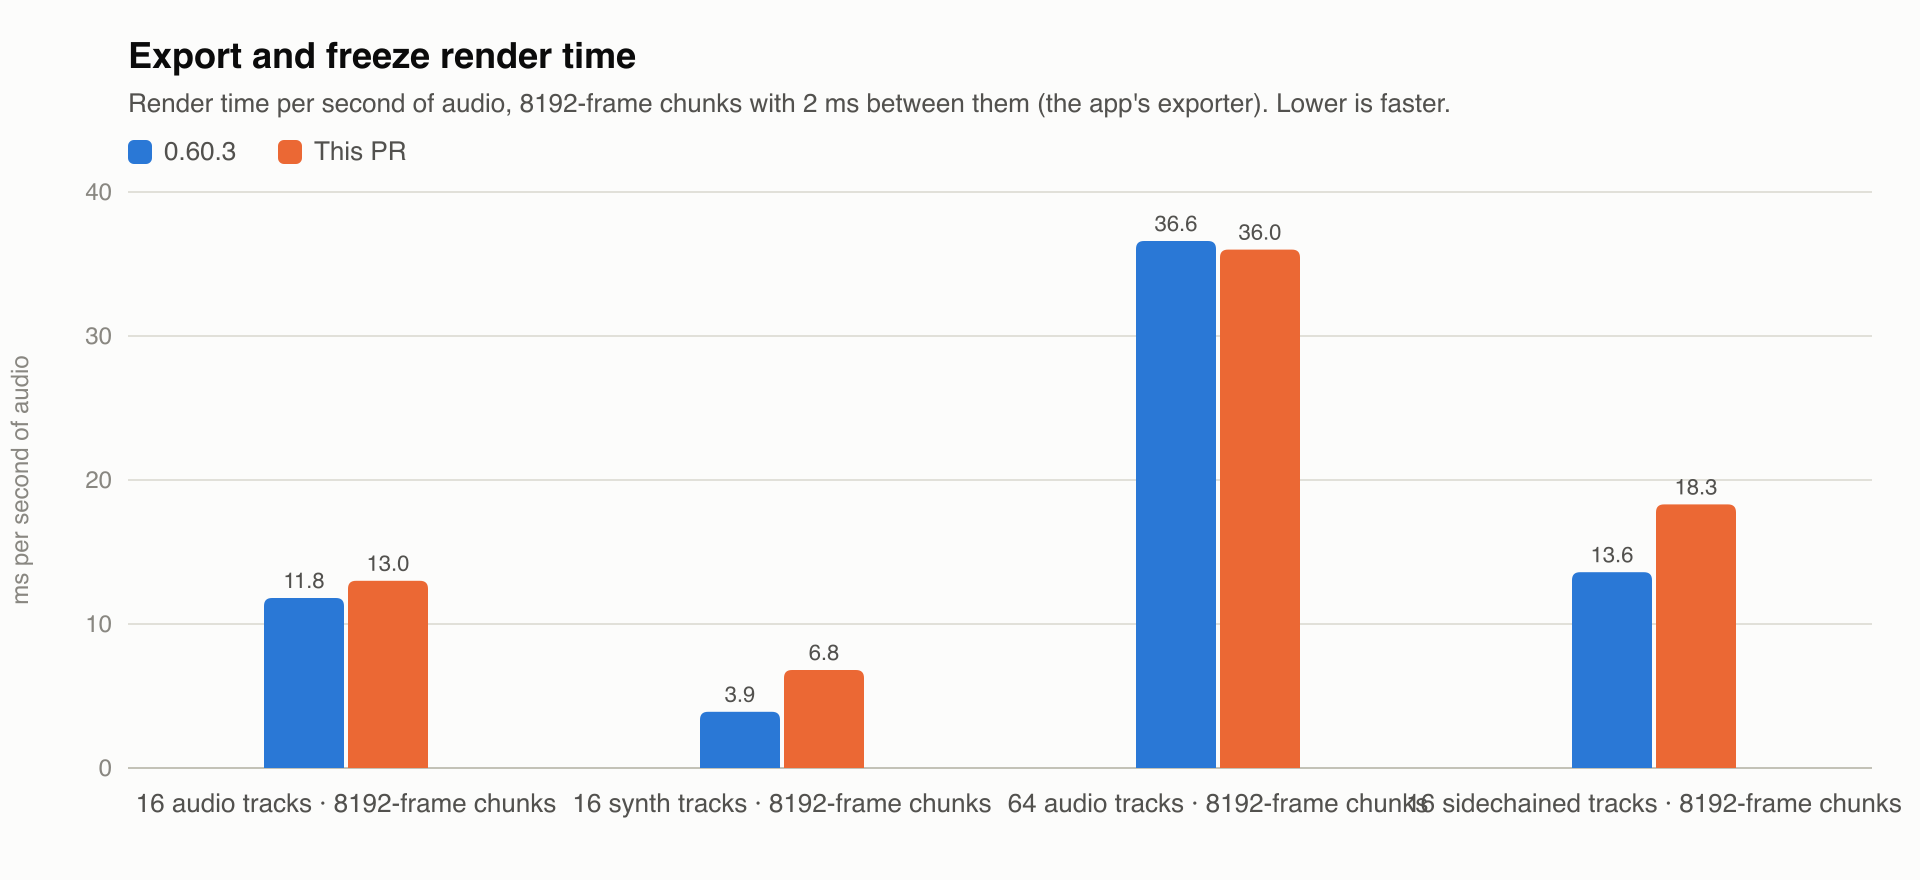 Export and freeze render time
Render time per second of audio, 8192-frame chunks with 2 ms between them (the app's exporter). Lower is faster.
0.60.3 This PR
ms per second of audio
40
30
20
10
0
11.8 13.0
3.9 6.8
36.6 36.0
13.6 18.3
16 audio tracks · 8192-frame chunks 16 synth tracks · 8192-frame chunks 64 audio tracks · 8192-frame chunks 16 sidechained tracks · 8192-frame chunks